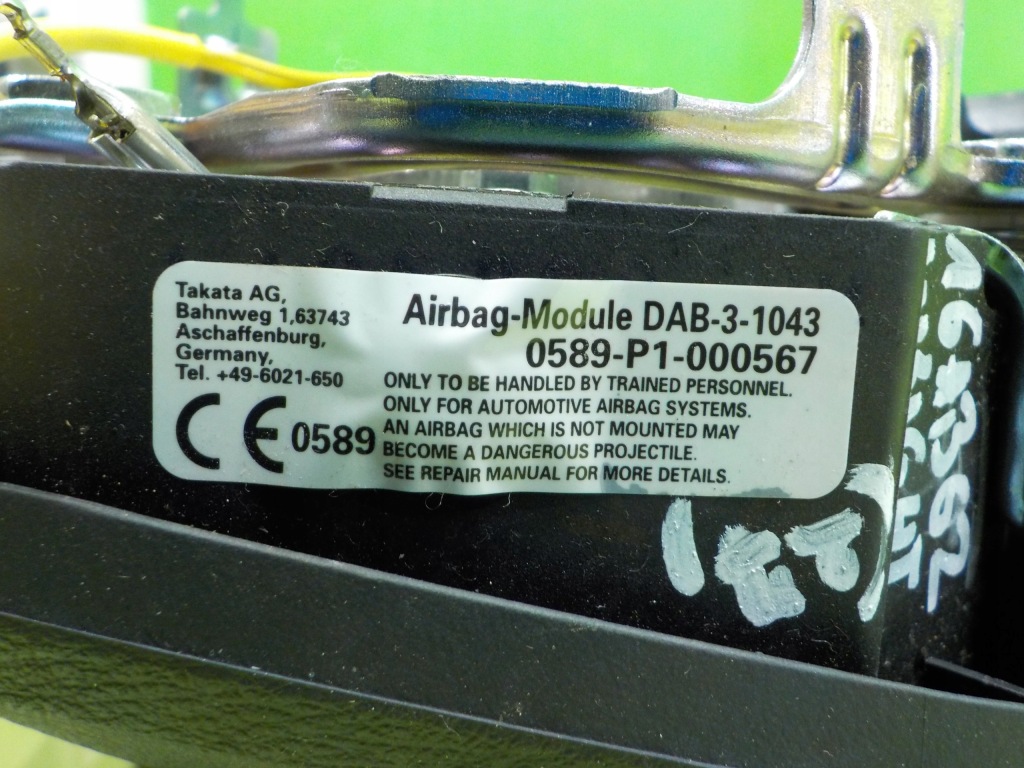 Takata AG,
Bahnweg 1,63743
Aschaffenburg,
Germany,
Tel. +49-6021-650
CE 0589
Airbag-Module DAB-3-1043
0589-P1-000567
ONLY TO BE HANDLED BY TRAINED PERSONNEL.
ONLY FOR AUTOMOTIVE AIRBAG SYSTEMS.
AN AIRBAG WHICH IS NOT MOUNTED MAY
BECOME A DANGEROUS PROJECTILE.
SEE REPAIR MANUAL FOR MORE DETAILS.